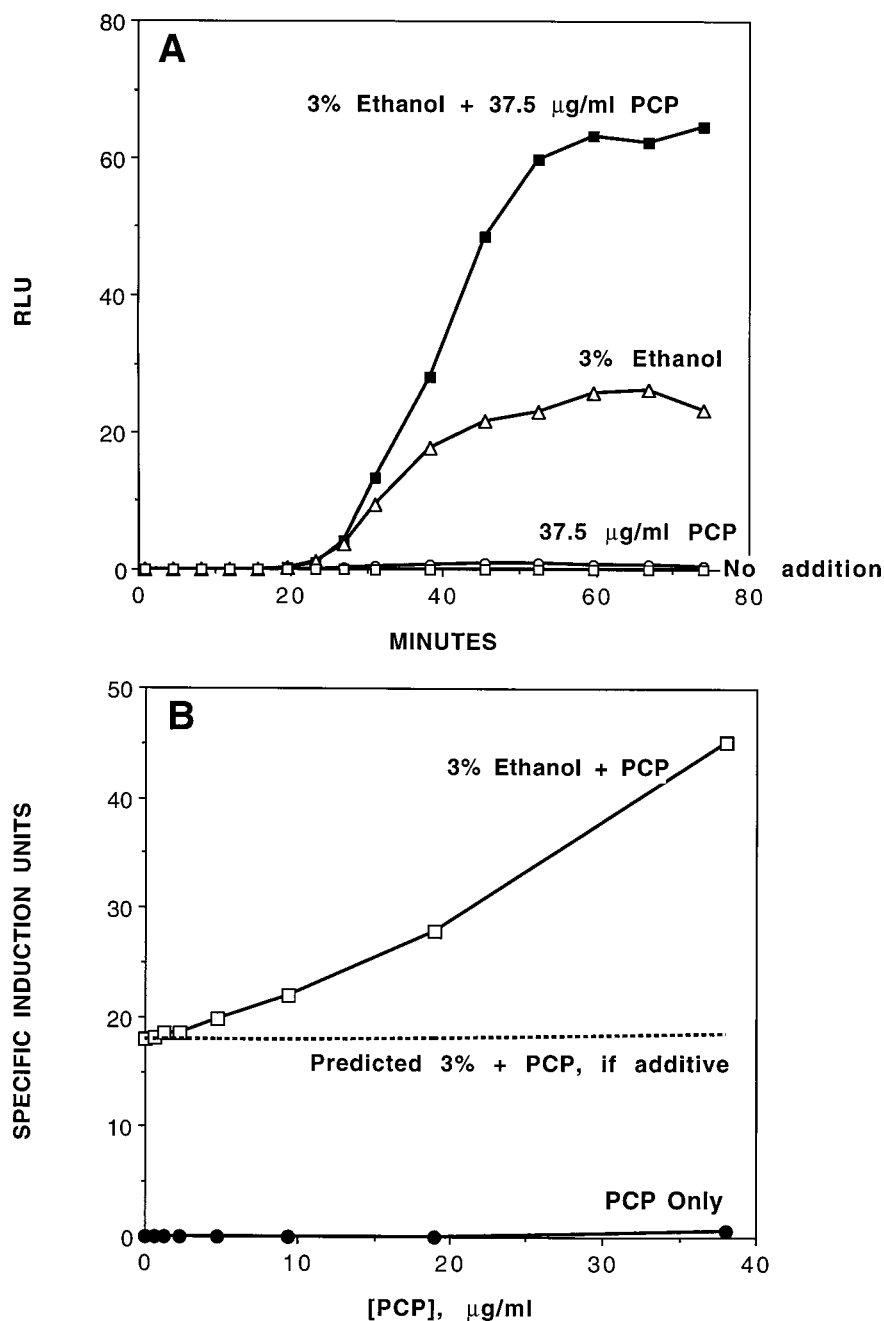 A
80
60
40
20
0
RLU
3% Ethanol + 37.5 μg/ml PCP
3% Ethanol
37.5 μg/ml PCP
No addition
0 20 40 60 80
MINUTES
B
50
40
30
20
10
0
SPECIFIC INDUCTION UNITS
3% Ethanol + PCP
Predicted 3% + PCP, if additive
PCP Only
0 10 20 30 40
[PCP], μg/ml